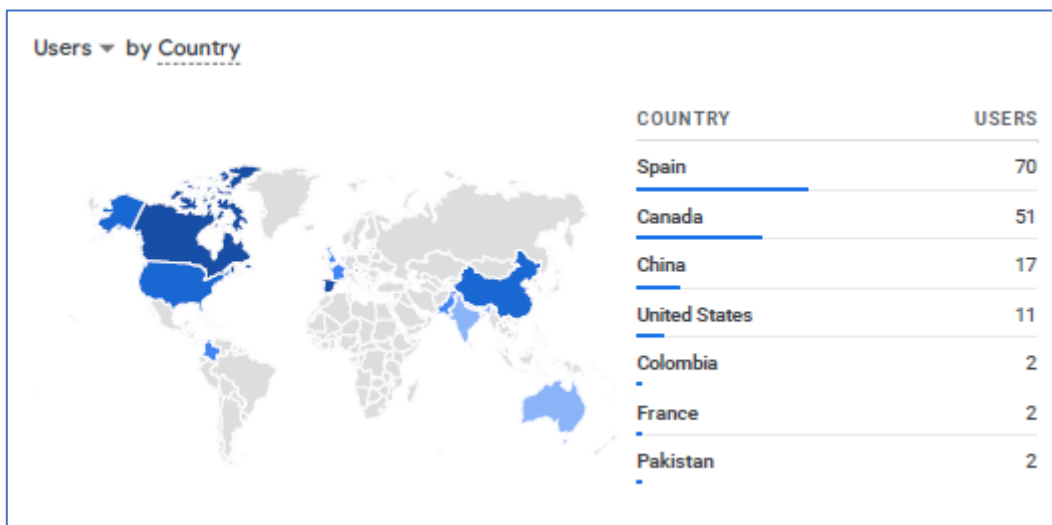 Users by Country
COUNTRY USERS
Spain 70
Canada 51
China 17
United States 11
Colombia 2
France 2
Pakistan 2